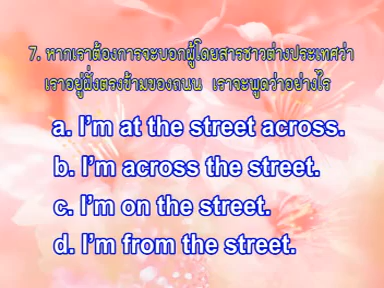 7. หากเราต้องการจะบอกผู้โดยสารชาวต่างประเทศว่า
เราอยู่ฝั่งตรงข้ามของถนน เราจะพูดว่าอย่างไร
a. I'm at the street across.
b. I'm across the street.
c. I'm on the street.
d. I'm from the street.